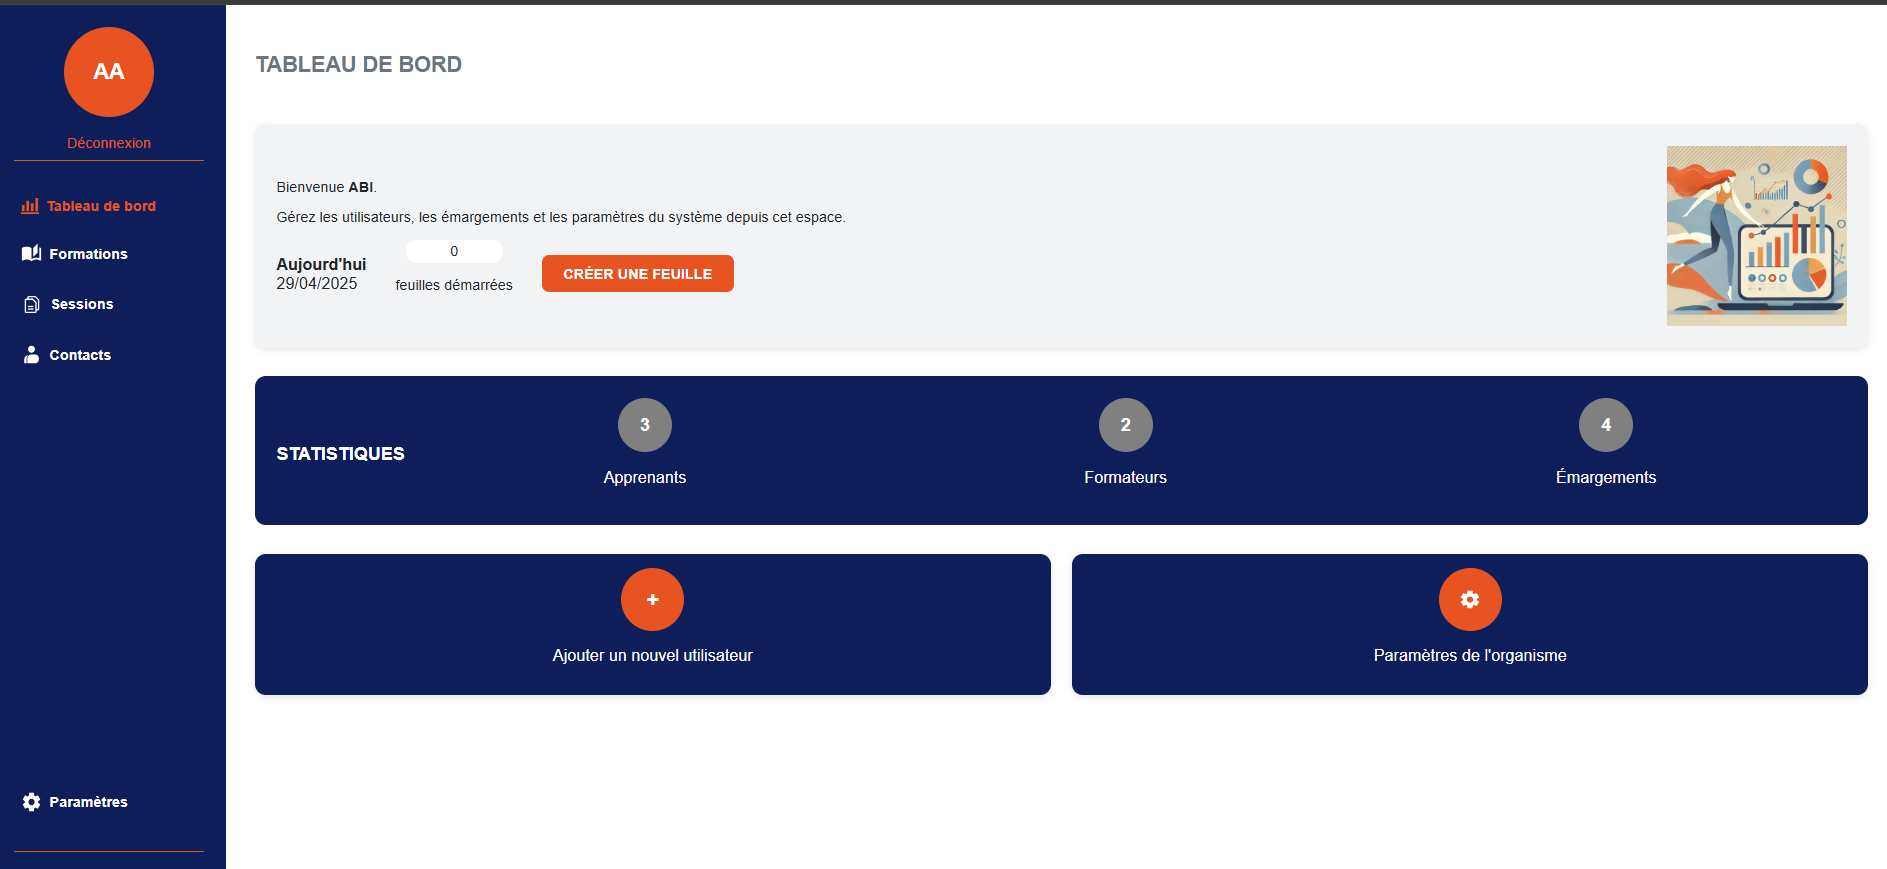 AA
Déconnexion
Tableau de bord
Formations
Sessions
Contacts
Paramètres
TABLEAU DE BORD
Bienvenue ABI.
Gérez les utilisateurs, les émargements et les paramètres du système depuis cet espace.
Aujourd'hui
29/04/2025
0
feuilles démarrées
CRÉER UNE FEUILLE
STATISTIQUES
3
Apprenants
2
Formateurs
4
Émargements
Ajouter un nouvel utilisateur
Paramètres de l'organisme